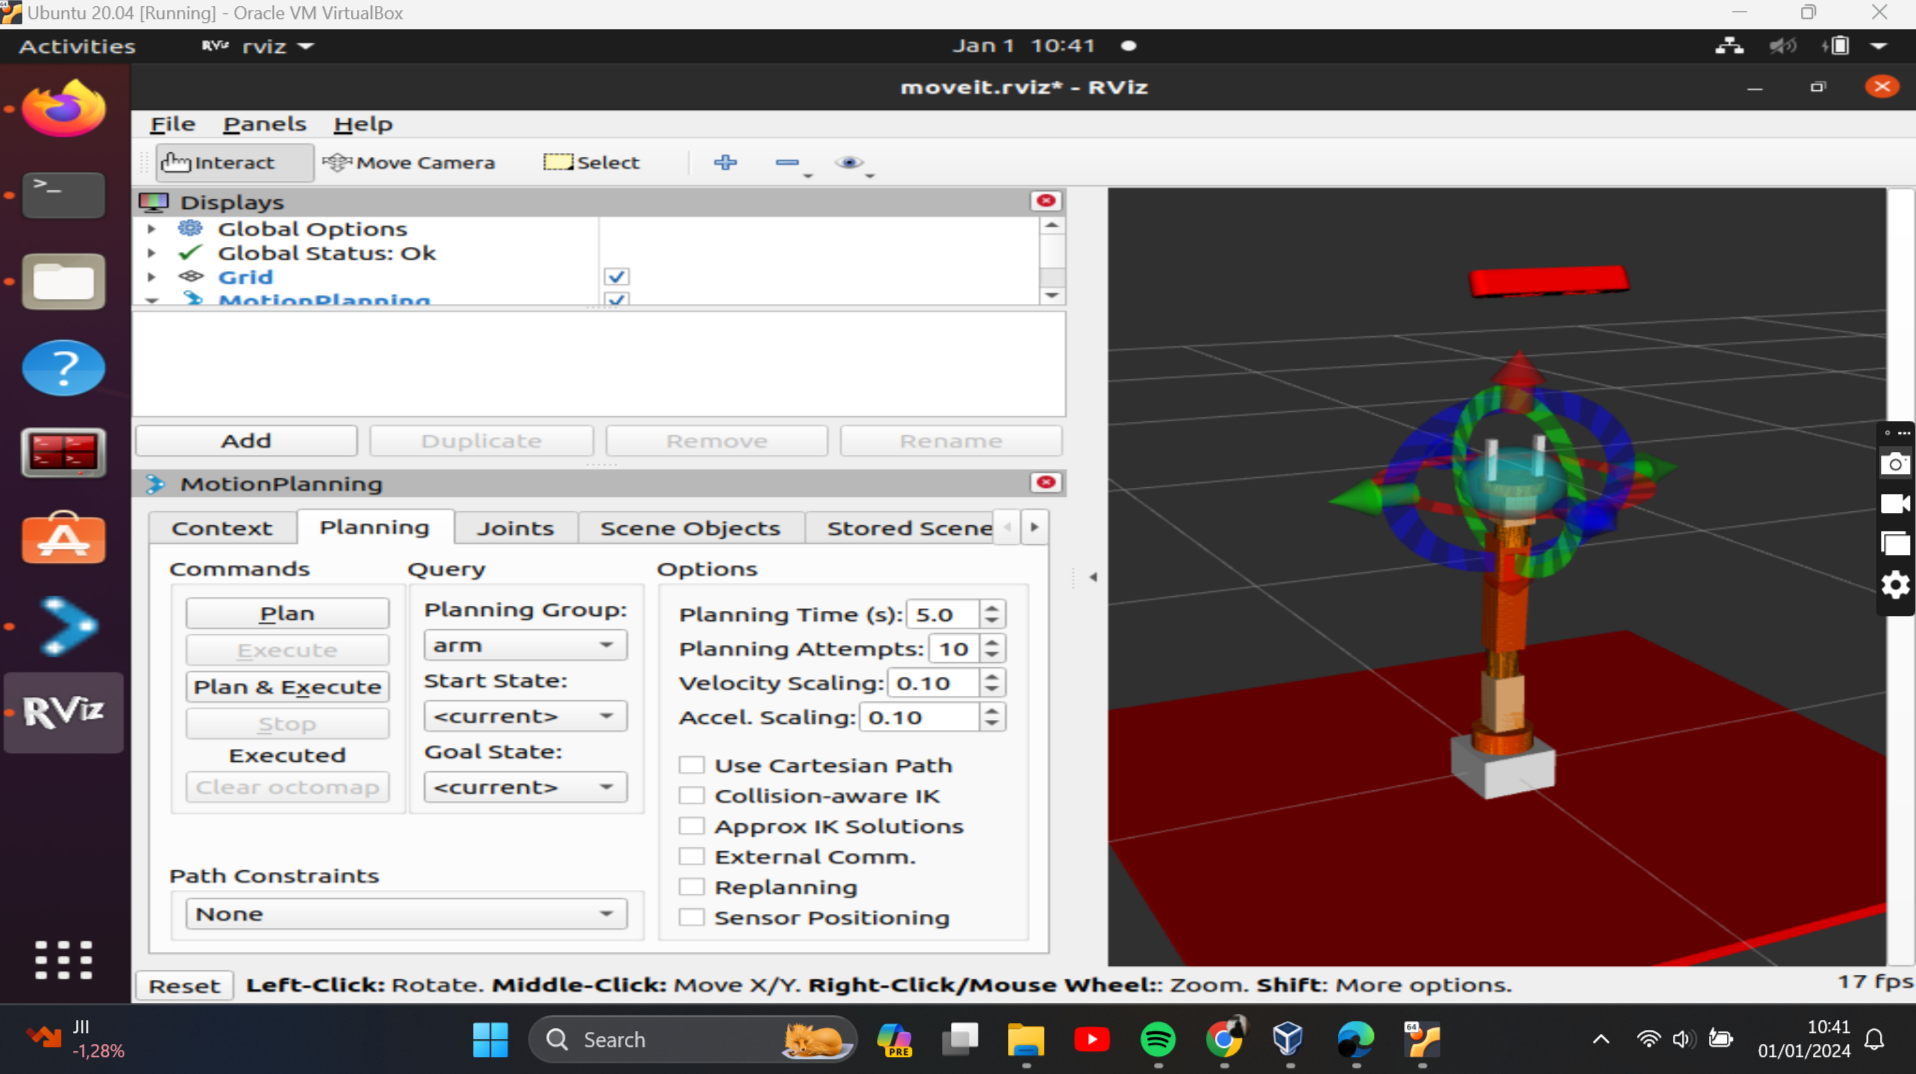 Ubuntu 20.04 [Running] - Oracle VM VirtualBox
Activities
RViz rviz
Jan 1 10:41
moveit.rviz* - RViz
File Panels Help
Interact Move Camera Select
Displays
Global Options
Global Status: Ok
Grid
MotionPlanning
Add Duplicate Remove Rename
MotionPlanning
Context Planning Joints Scene Objects Stored Scene
Commands Query Options
Plan
Execute
Plan & Execute
Stop
Executed
Clear octomap
Planning Group:
arm
Start State:
<current>
Goal State:
<current>
Planning Time (s): 5.0
Planning Attempts: 10
Velocity Scaling: 0.10
Accel. Scaling: 0.10
Use Cartesian Path
Collision-aware IK
Approx IK Solutions
External Comm.
Replanning
Sensor Positioning
Path Constraints
None
RViz
Reset Left-Click: Rotate. Middle-Click: Move X/Y. Right-Click/Mouse Wheel:: Zoom. Shift: More options.
17 fps
JII
-1,28%
Search
PRE
64
10:41
01/01/2024